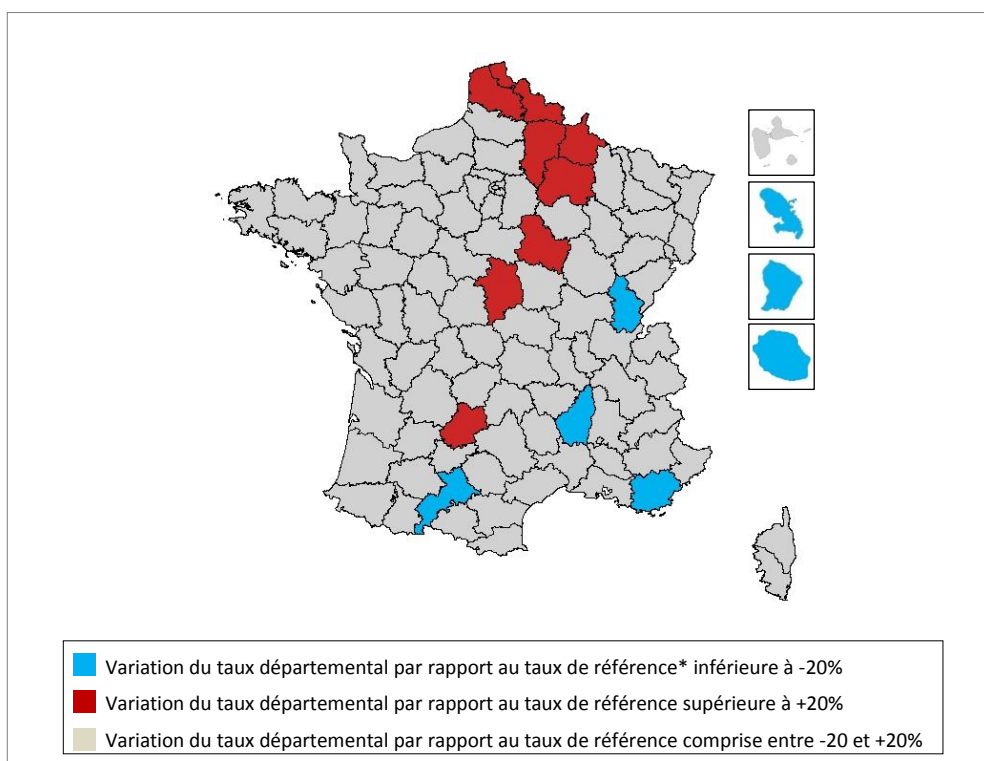 Variation du taux départemental par rapport au taux de référence* inférieure à -20%
Variation du taux départemental par rapport au taux de référence supérieure à +20%
Variation du taux départemental par rapport au taux de référence comprise entre -20 et +20%